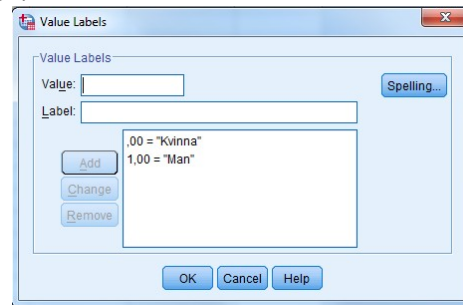 Value Labels
Value Labels
Value:
Spelling...
Label:
,00 = "Kvinna"
1,00 = "Man"
Add
Change
Remove
OK Cancel Help